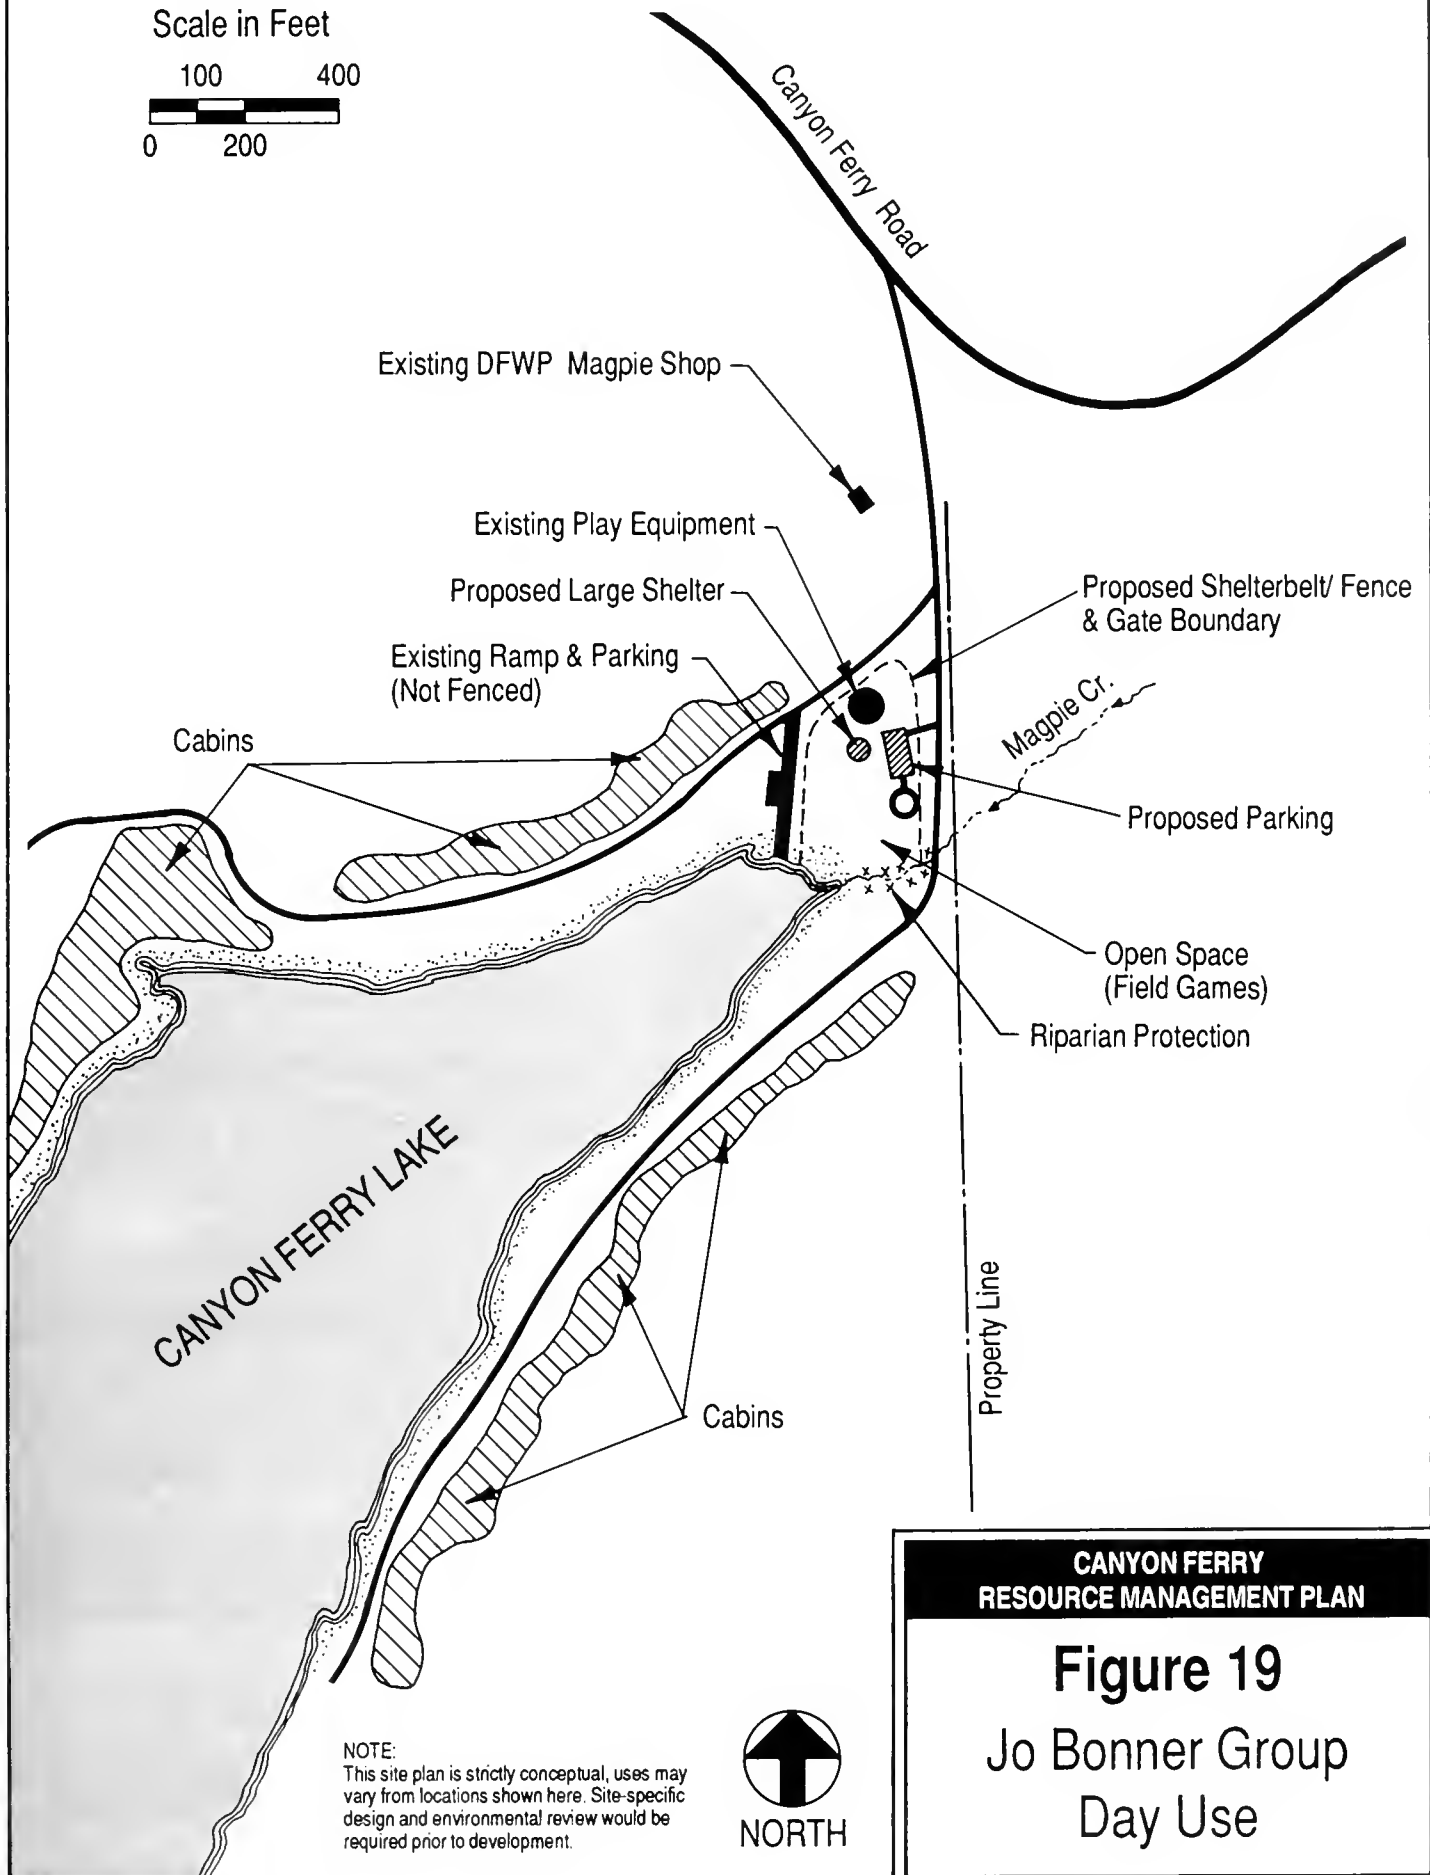 Scale in Feet
100 400
0 200
Canyon Ferry Road
Existing DFWP Magpie Shop
Existing Play Equipment
Proposed Large Shelter
Existing Ramp & Parking
(Not Fenced)
Cabins
Proposed Shelterbelt/ Fence
& Gate Boundary
Magpie Cr.
Proposed Parking
Open Space
(Field Games)
Riparian Protection
CANYON FERRY LAKE
Property Line
Cabins
NOTE:
This site plan is strictly conceptual, uses may
vary from locations shown here. Site-specific
design and environmental review would be
required prior to development.
NORTH
CANYON FERRY
RESOURCE MANAGEMENT PLAN
Figure 19
Jo Bonner Group
Day Use